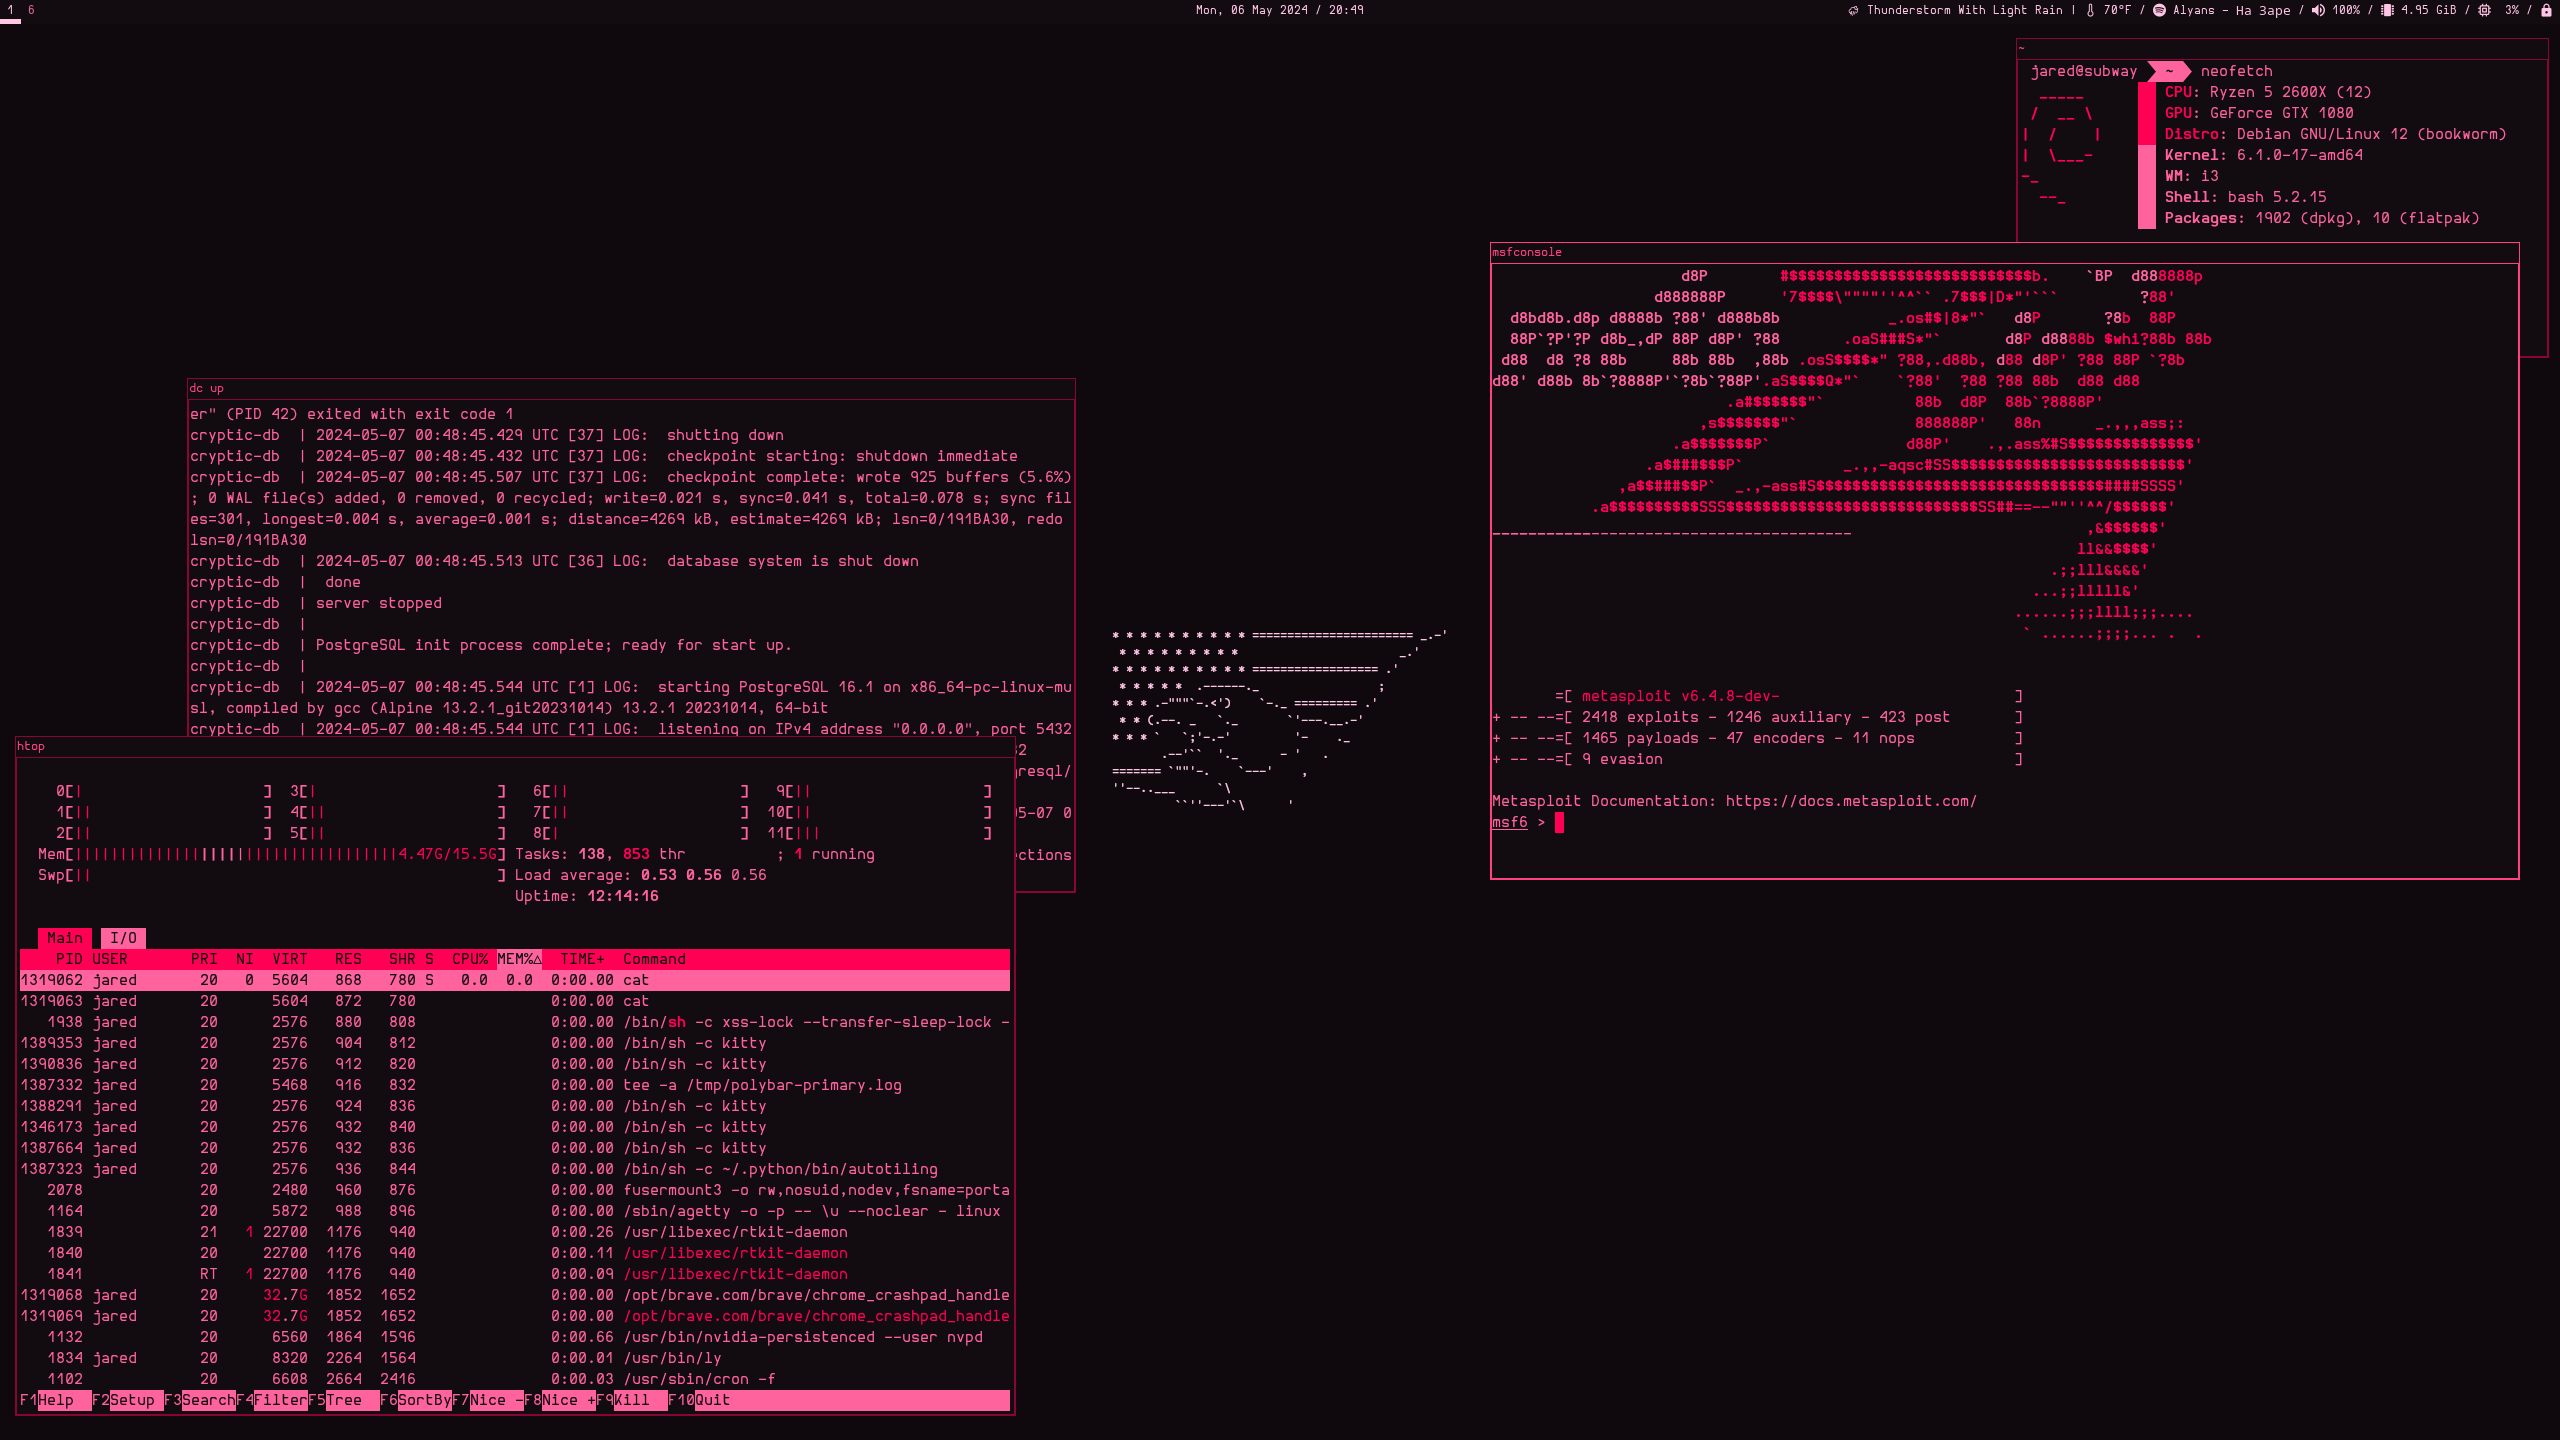 1 6
Mon, 06 May 2024 / 20:49
Thunderstorm With Light Rain | 70°F / Alyans - На Заре / 100% / 4.95 GiB / 3% /
~
jared@subway ~ neofetch
CPU: Ryzen 5 2600X (12)
GPU: GeForce GTX 1080
Distro: Debian GNU/Linux 12 (bookworm)
Kernel: 6.1.0-17-amd64
WM: i3
Shell: bash 5.2.15
Packages: 1902 (dpkg), 10 (flatpak)
msfconsole
=[ metasploit v6.4.8-dev- ]
+ -- --=[ 2418 exploits - 1246 auxiliary - 423 post ]
+ -- --=[ 1465 payloads - 47 encoders - 11 nops ]
+ -- --=[ 9 evasion ]
Metasploit Documentation: https://docs.metasploit.com/
msf6 >
dc up
er" (PID 42) exited with exit code 1
cryptic-db | 2024-05-07 00:48:45.429 UTC [37] LOG: shutting down
cryptic-db | 2024-05-07 00:48:45.432 UTC [37] LOG: checkpoint starting: shutdown immediate
cryptic-db | 2024-05-07 00:48:45.507 UTC [37] LOG: checkpoint complete: wrote 925 buffers (5.6%)
; 0 WAL file(s) added, 0 removed, 0 recycled; write=0.021 s, sync=0.041 s, total=0.078 s; sync fil
es=301, longest=0.004 s, average=0.001 s; distance=4269 kB, estimate=4269 kB; lsn=0/191BA30, redo
lsn=0/191BA30
cryptic-db | 2024-05-07 00:48:45.513 UTC [36] LOG: database system is shut down
cryptic-db | done
cryptic-db | server stopped
cryptic-db |
cryptic-db | PostgreSQL init process complete; ready for start up.
cryptic-db |
cryptic-db | 2024-05-07 00:48:45.544 UTC [1] LOG: starting PostgreSQL 16.1 on x86_64-pc-linux-mu
sl, compiled by gcc (Alpine 13.2.1_git20231014) 13.2.1 20231014, 64-bit
cryptic-db | 2024-05-07 00:48:45.544 UTC [1] LOG: listening on IPv4 address "0.0.0.0", port 5432
32
gresql/
05-07 0
ections
htop
0[| ] 3[| ] 6[|| ] 9[|| ]
1[|| ] 4[|| ] 7[|| ] 10[|| ]
2[|| ] 5[|| ] 8[| ] 11[||| ]
Mem[||||||||||||||||||||||||||||||||||||4.47G/15.5G] Tasks: 138, 853 thr ; 1 running
Swp[|| ] Load average: 0.53 0.56 0.56
Uptime: 12:14:16
Main I/O
PID USER PRI NI VIRT RES SHR S CPU% MEM%△ TIME+ Command
1319062 jared 20 0 5604 868 780 S 0.0 0.0 0:00.00 cat
1319063 jared 20 5604 872 780 0:00.00 cat
1938 jared 20 2576 880 808 0:00.00 /bin/sh -c xss-lock --transfer-sleep-lock -
1389353 jared 20 2576 904 812 0:00.00 /bin/sh -c kitty
1390836 jared 20 2576 912 820 0:00.00 /bin/sh -c kitty
1387332 jared 20 5468 916 832 0:00.00 tee -a /tmp/polybar-primary.log
1388291 jared 20 2576 924 836 0:00.00 /bin/sh -c kitty
1346173 jared 20 2576 932 840 0:00.00 /bin/sh -c kitty
1387664 jared 20 2576 932 836 0:00.00 /bin/sh -c kitty
1387323 jared 20 2576 936 844 0:00.00 /bin/sh -c ~/.python/bin/autotiling
2078 20 2480 960 876 0:00.00 fusermount3 -o rw,nosuid,nodev,fsname=porta
1164 20 5872 988 896 0:00.00 /sbin/agetty -o -p -- \u --noclear - linux
1839 21 1 22700 1176 940 0:00.26 /usr/libexec/rtkit-daemon
1840 20 22700 1176 940 0:00.11 /usr/libexec/rtkit-daemon
1841 RT 1 22700 1176 940 0:00.09 /usr/libexec/rtkit-daemon
1319068 jared 20 32.7G 1852 1652 0:00.00 /opt/brave.com/brave/chrome_crashpad_handle
1319069 jared 20 32.7G 1852 1652 0:00.00 /opt/brave.com/brave/chrome_crashpad_handle
1132 20 6560 1864 1596 0:00.66 /usr/bin/nvidia-persistenced --user nvpd
1834 jared 20 8320 2264 1564 0:00.01 /usr/bin/ly
1102 20 6608 2664 2416 0:00.03 /usr/sbin/cron -f
F1Help F2Setup F3SearchF4FilterF5Tree F6SortByF7Nice -F8Nice +F9Kill F10Quit